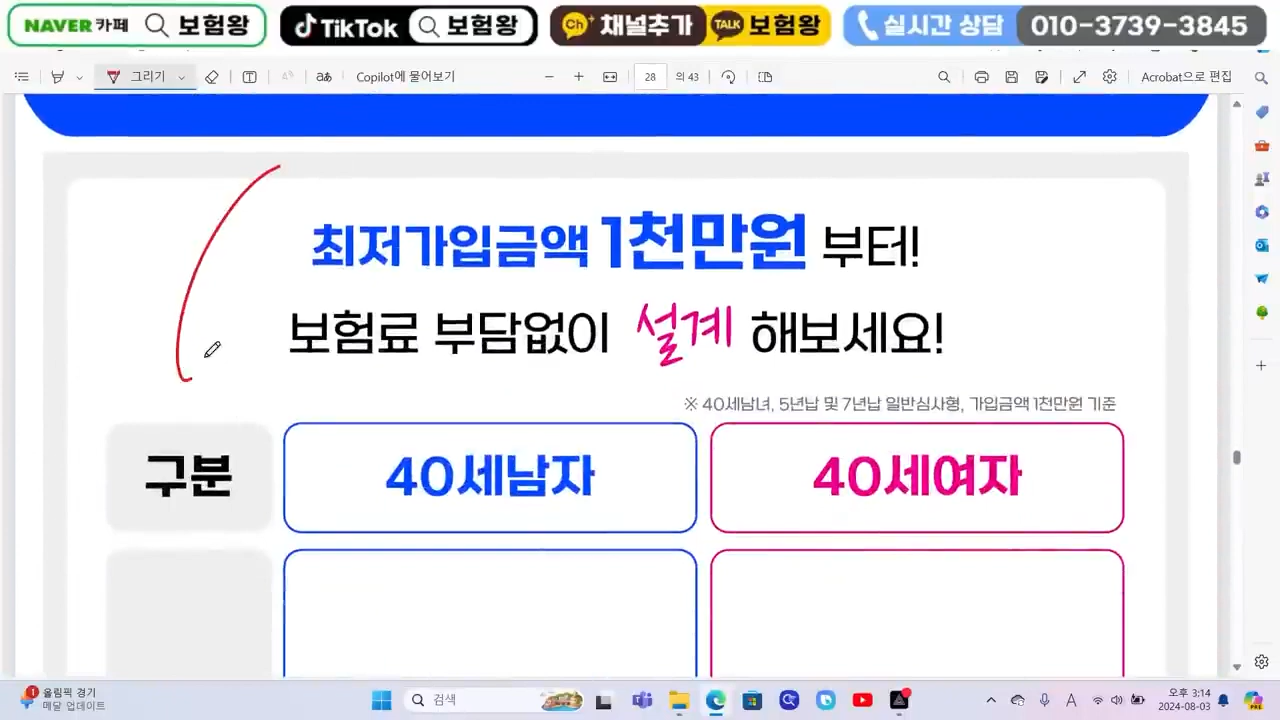 NAVER 카페 보험왕
TikTok 보험왕
Ch+ 채널추가 TALK 보험왕
실시간 상담 010-3739-3845
그리기 Copilot에 물어보기 28 의 43 Acrobat으로 편집
최저가입금액 1천만원 부터!
보험료 부담없이 설계 해보세요!
※ 40세남녀, 5년납 및 7년납 일반심사형, 가입금액 1천만원 기준
구분 40세남자 40세여자
1 올림픽 경기
메달 업데이트
검색
A
오후 3:14
2024-08-03